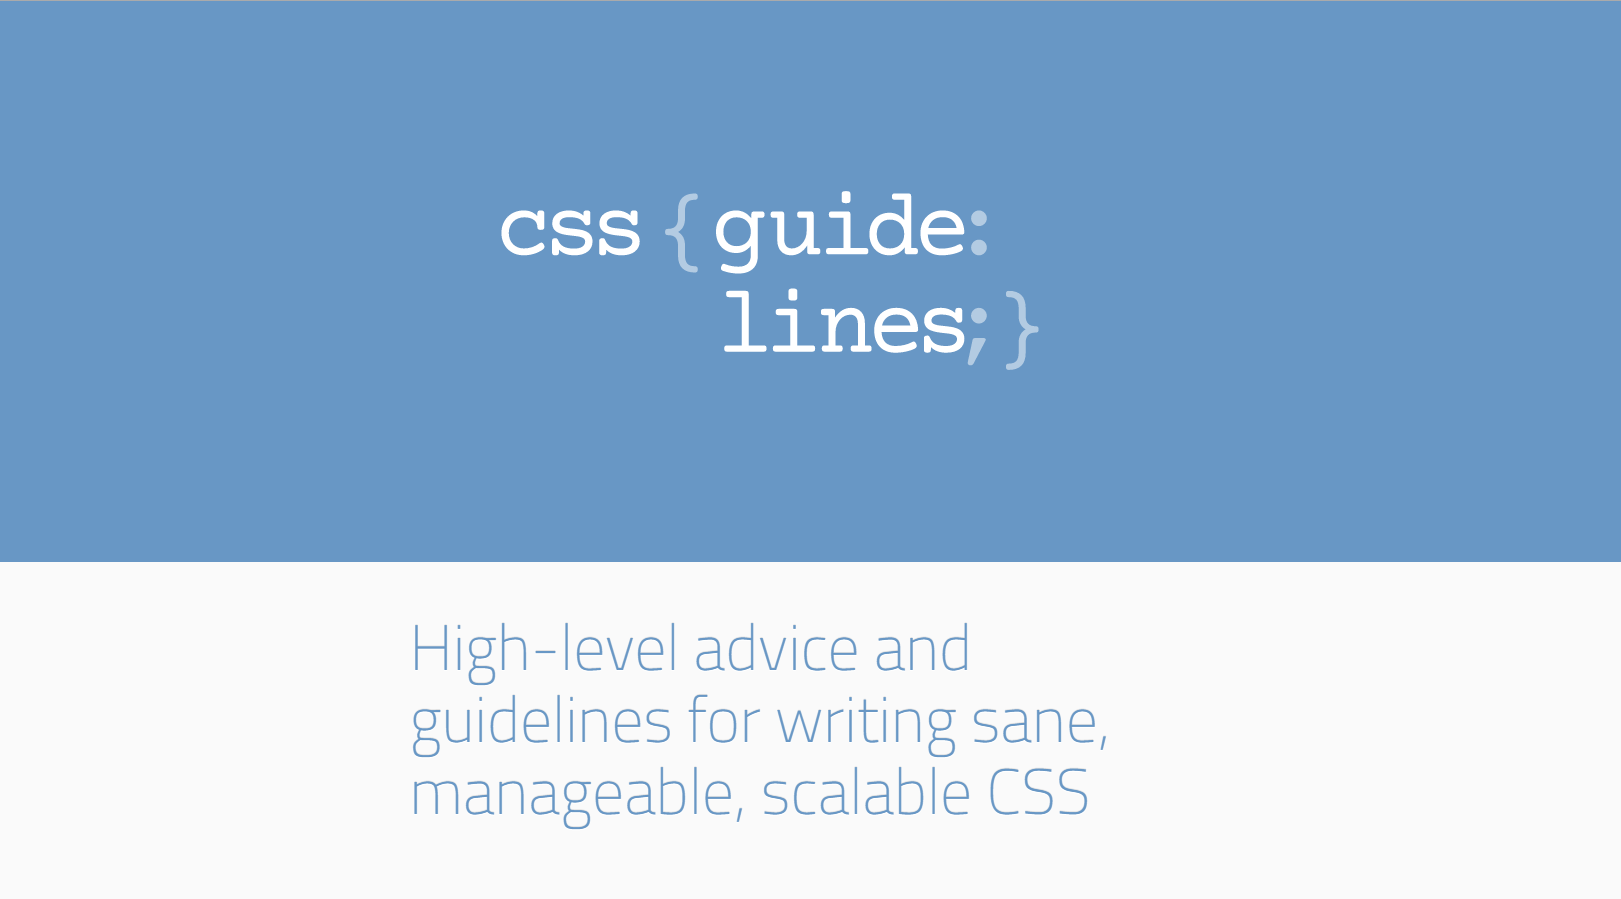 css { guide:
lines; }
High-level advice and
guidelines for writing sane,
manageable, scalable CSS